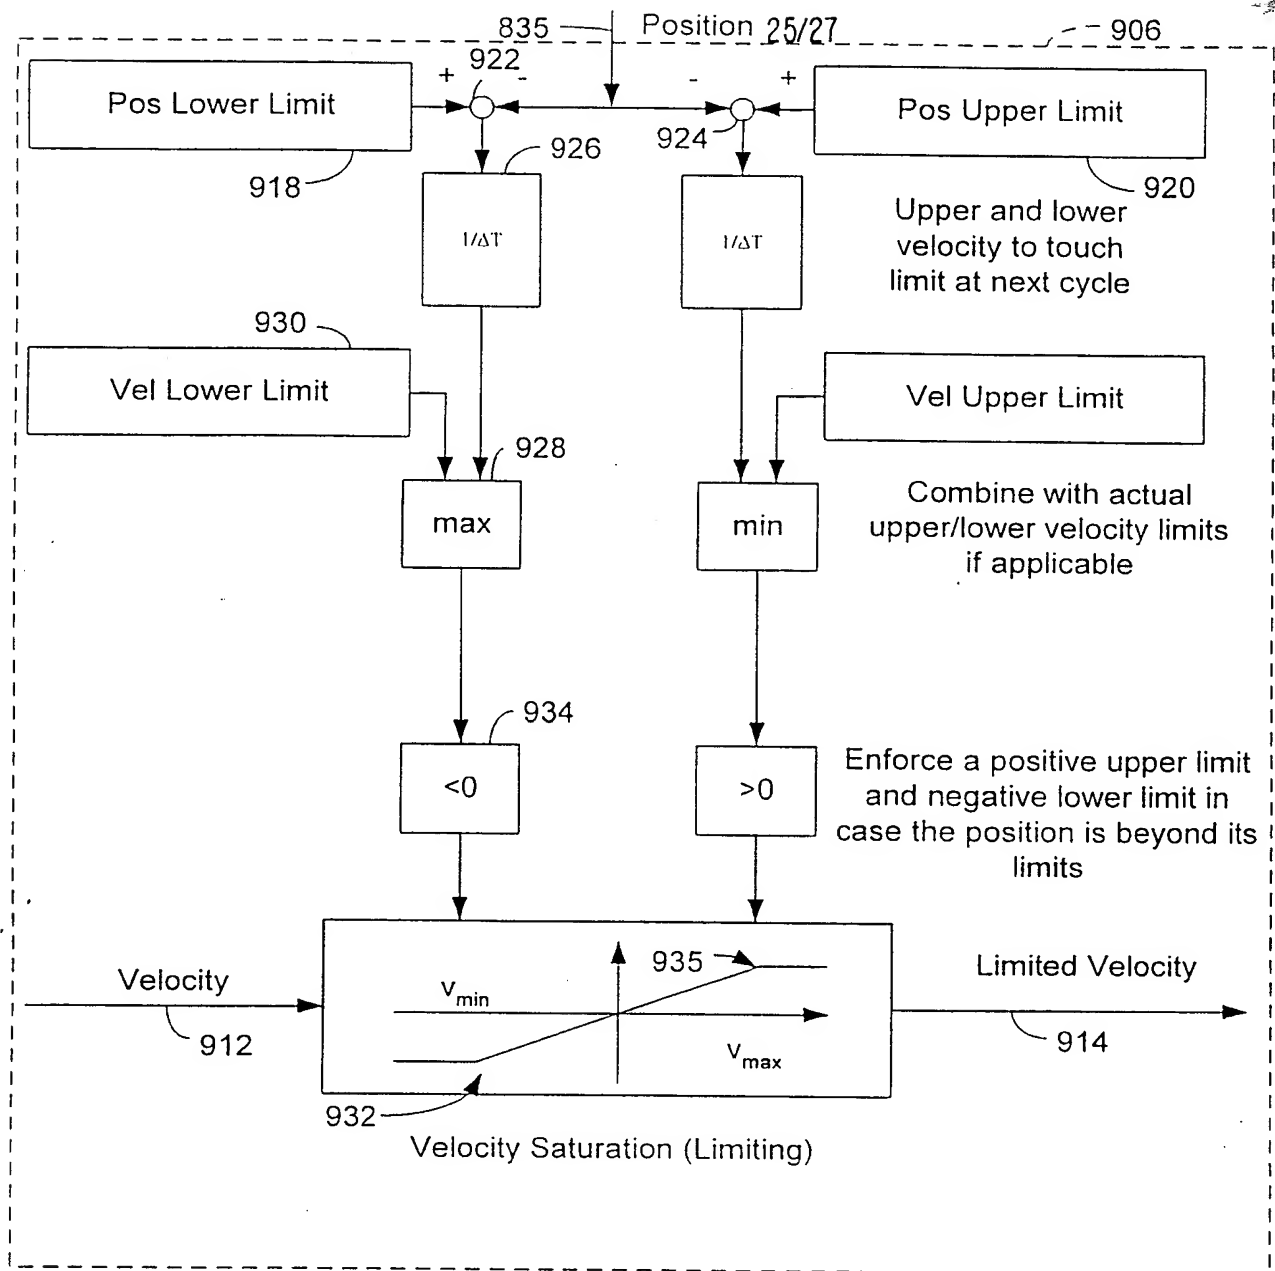 835
Position 25/27
906
+
922
-
-
+
Pos Lower Limit
924
Pos Upper Limit
926
918
920
1/ΔT
1/ΔT
Upper and lower
velocity to touch
limit at next cycle
930
Vel Lower Limit
Vel Upper Limit
928
max
min
Combine with actual
upper/lower velocity limits
if applicable
934
<0
>0
Enforce a positive upper limit
and negative lower limit in
case the position is beyond its
limits
Velocity
935
Limited Velocity
Vmin
912
914
Vmax
932
Velocity Saturation (Limiting)